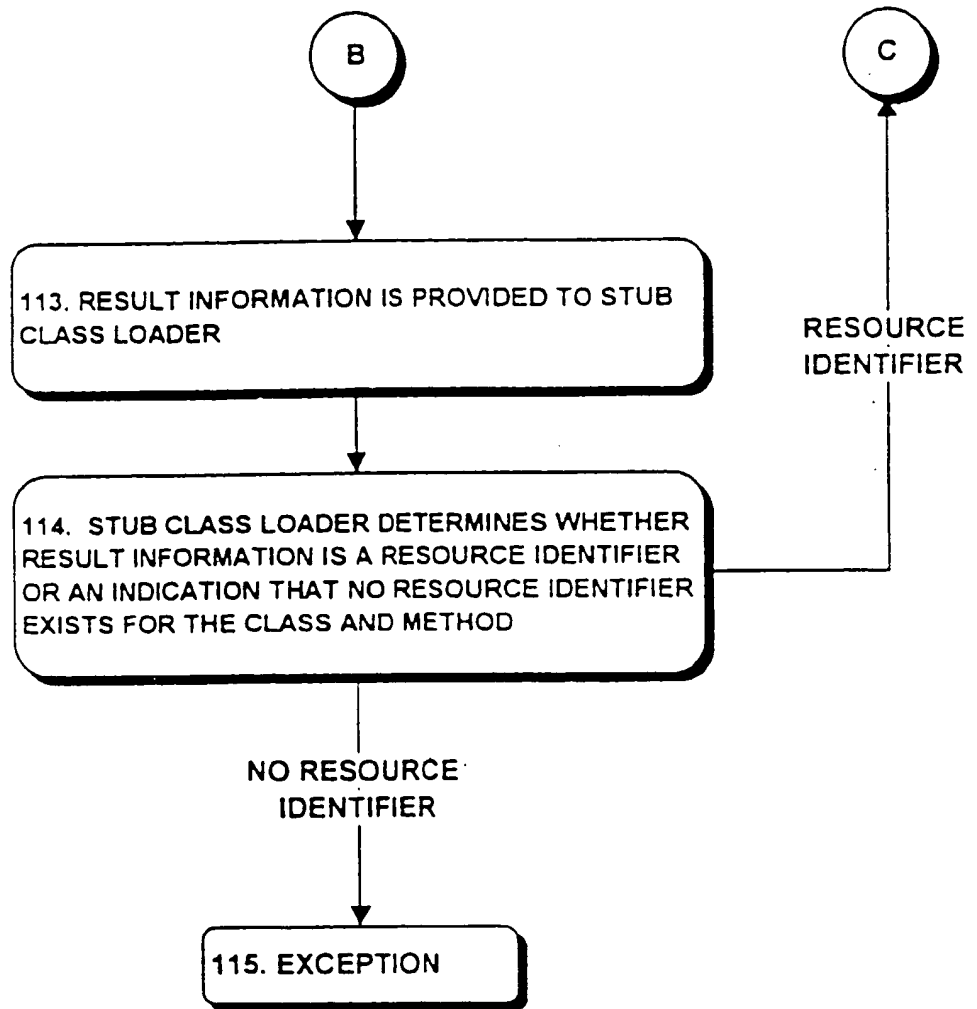 B
C
113. RESULT INFORMATION IS PROVIDED TO STUB
CLASS LOADER
RESOURCE
IDENTIFIER
114. STUB CLASS LOADER DETERMINES WHETHER
RESULT INFORMATION IS A RESOURCE IDENTIFIER
OR AN INDICATION THAT NO RESOURCE IDENTIFIER
EXISTS FOR THE CLASS AND METHOD
NO RESOURCE
IDENTIFIER
115. EXCEPTION